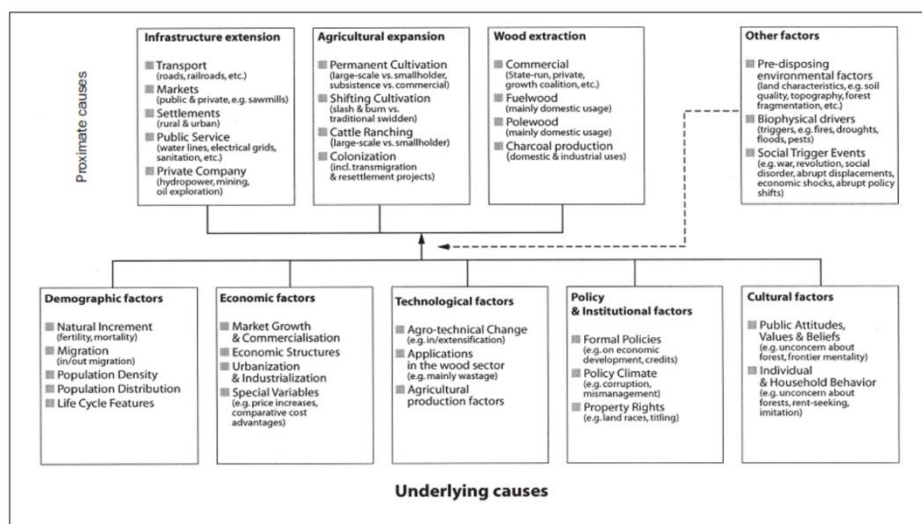 Proximate causes
Infrastructure extension
Transport
(roads, railroads, etc.)
Markets
(public & private, e.g. sawmills)
Settlements
(rural & urban)
Public Service
(water lines, electrical grids,
sanitation, etc.)
Private Company
(hydropower, mining,
oil exploration)
Agricultural expansion
Permanent Cultivation
(large-scale vs. smallholder,
subsistence vs. commercial)
Shifting Cultivation
(slash & burn vs.
traditional swidden)
Cattle Ranching
(large-scale vs. smallholder)
Colonization
(incl. transmigration
& resettlement projects)
Wood extraction
Commercial
(State-run, private,
growth coalition, etc.)
Fuelwood
(mainly domestic usage)
Polewood
(mainly domestic usage)
Charcoal production
(domestic & industrial uses)
Other factors
Pre-disposing
environmental factors
(land characteristics, e.g. soil
quality, topography, forest
fragmentation, etc.)
Biophysical drivers
(triggers, e.g. fires, droughts,
floods, pests)
Social Trigger Events
(e.g. war, revolution, social
disorder, abrupt displacements,
economic shocks, abrupt policy
shifts)
Demographic factors
Natural Increment
(fertility, mortality)
Migration
(in/out migration)
Population Density
Population Distribution
Life Cycle Features
Economic factors
Market Growth
& Commercialisation
Economic Structures
Urbanization
& Industrialization
Special Variables
(e.g. price increases,
comparative cost
advantages)
Technological factors
Agro-technical Change
(e.g. in/extensification)
Applications
in the wood sector
(e.g. mainly wastage)
Agricultural
production factors
Policy
& Institutional factors
Formal Policies
(e.g. on economic
development, credits)
Policy Climate
(e.g. corruption,
mismanagement)
Property Rights
(e.g. land races, titling)
Cultural factors
Public Attitudes,
Values & Beliefs
(e.g. unconcern about
forest, frontier mentality)
Individual
& Household Behavior
(e.g. unconcern about
forests, rent-seeking,
imitation)
Underlying causes